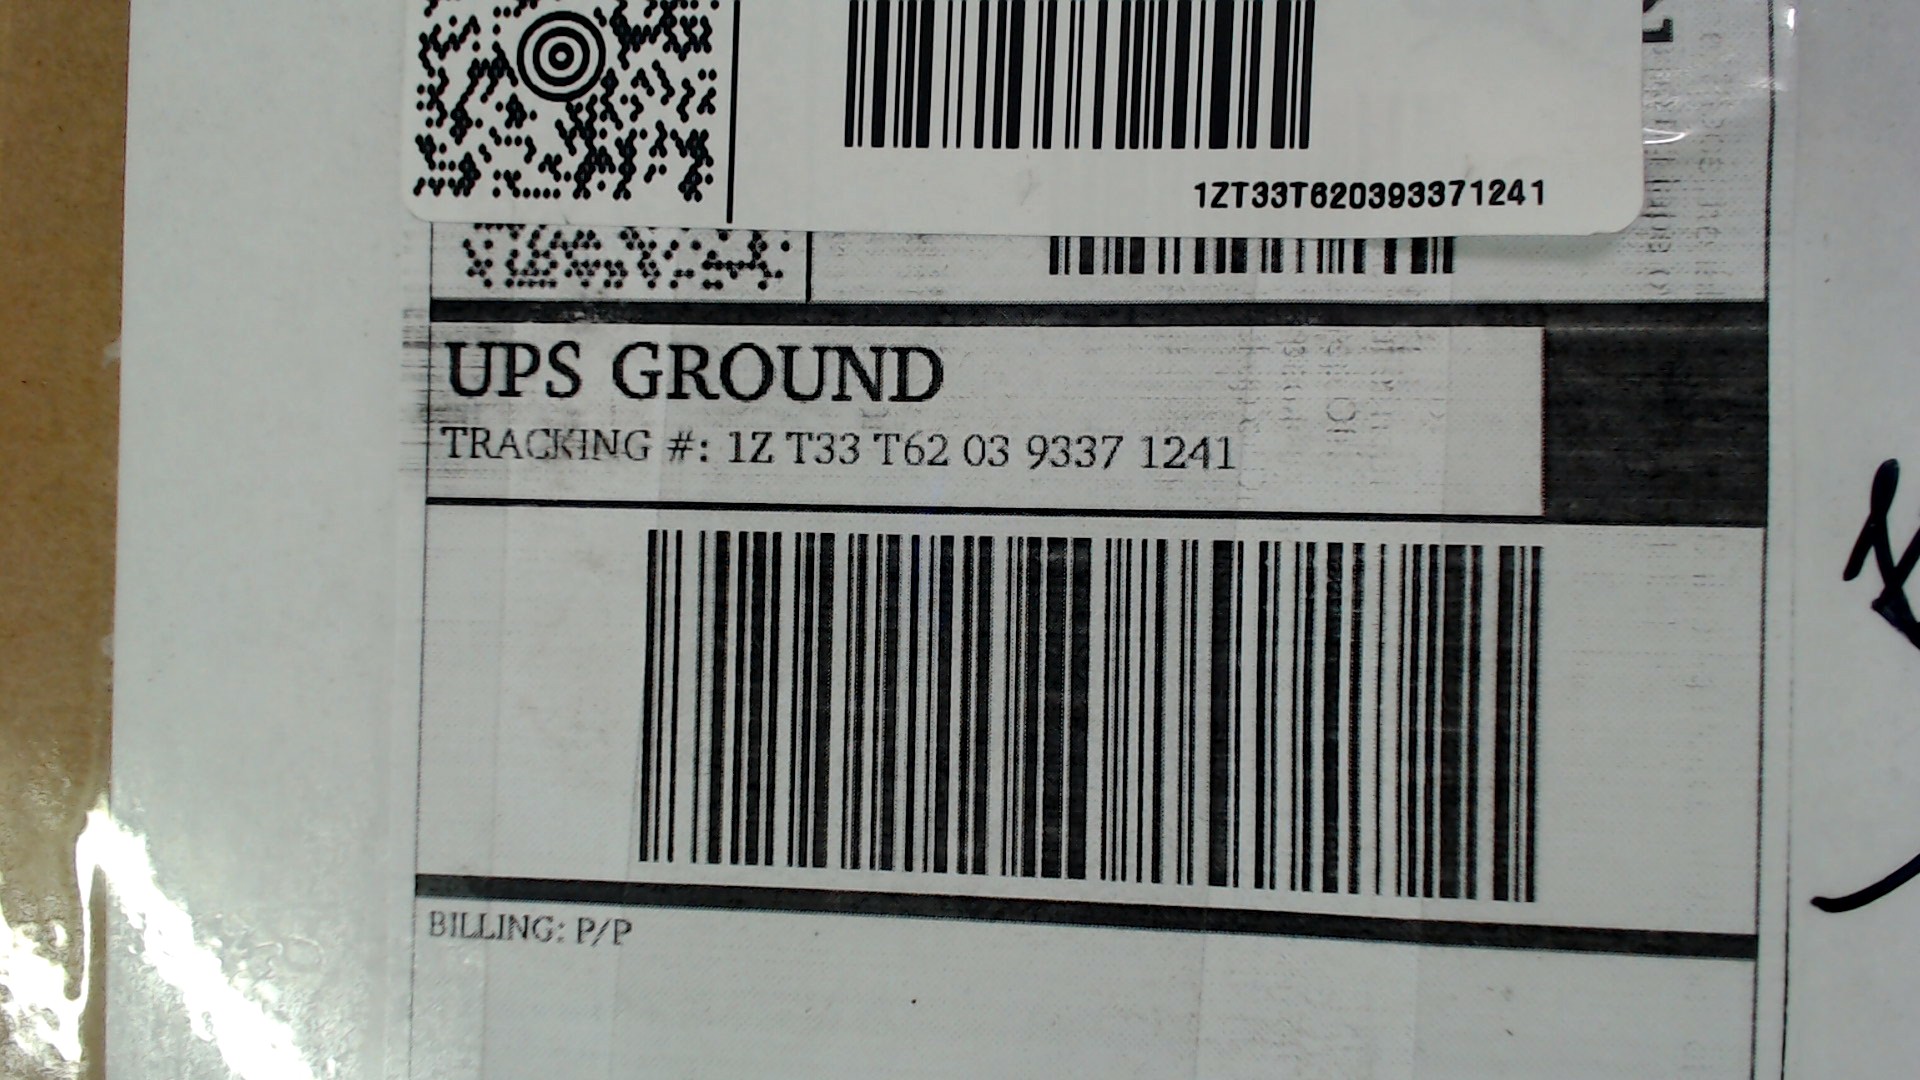 1ZT33T620393371241
UPS GROUND
TRACKING #: 1Z T33 T62 03 9337 1241
BILLING: P/P